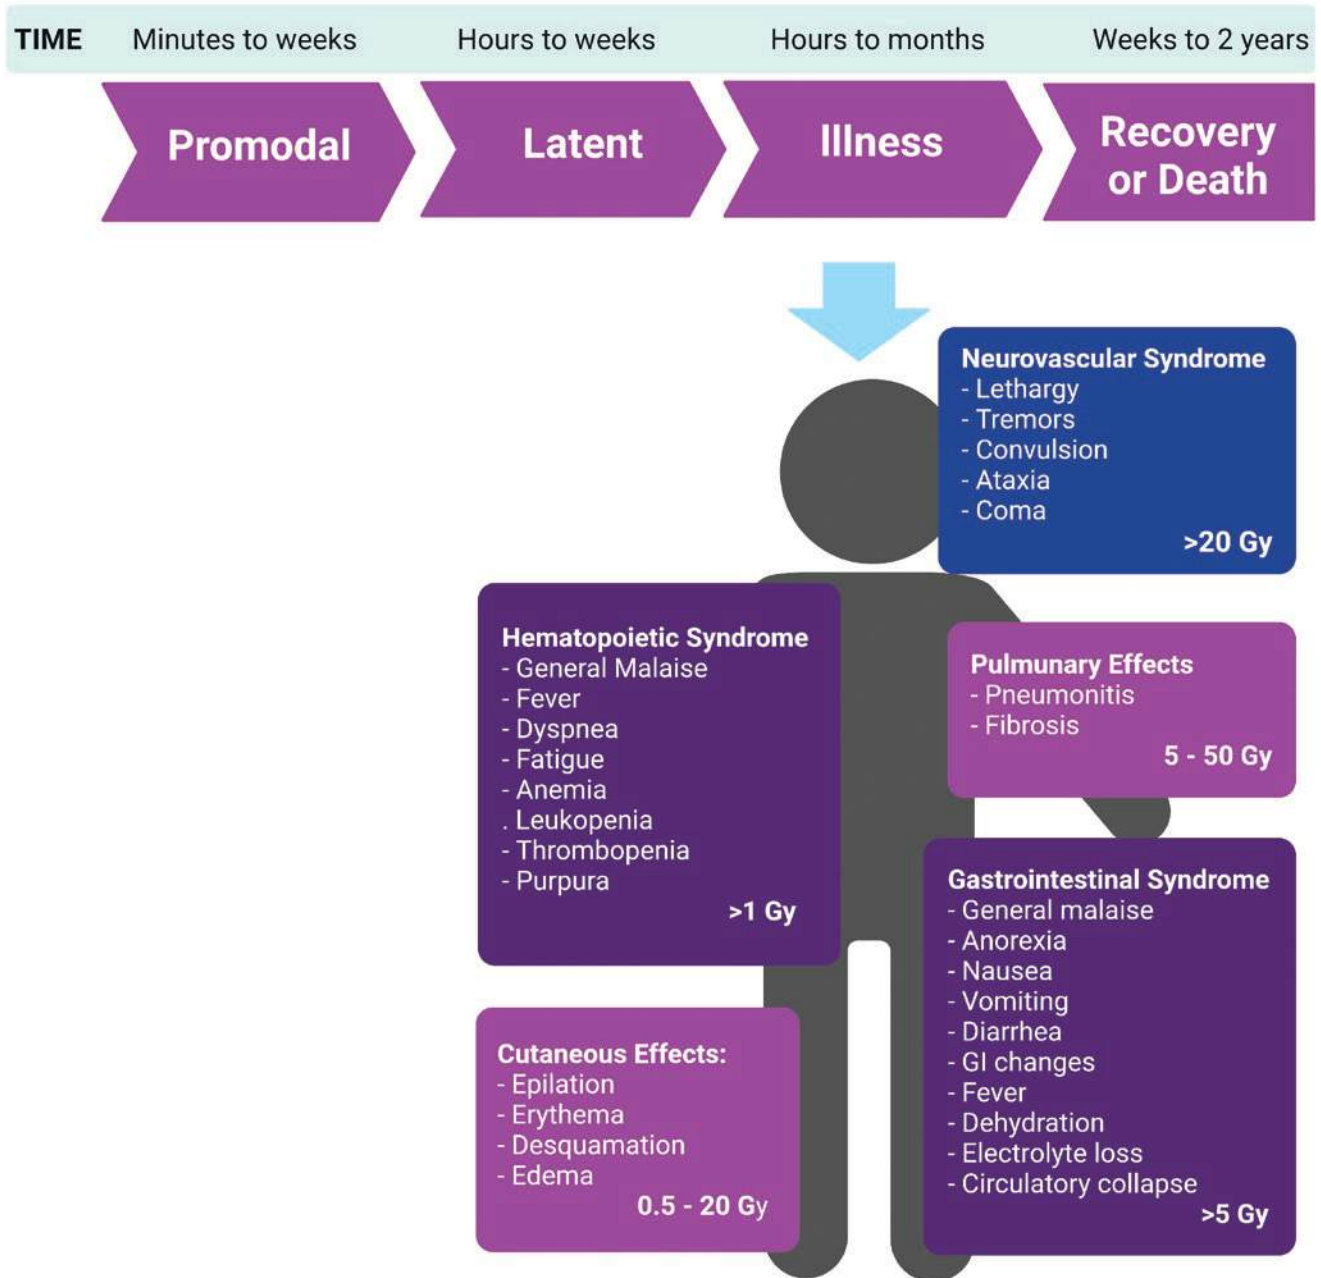 TIME Minutes to weeks Hours to weeks Hours to months Weeks to 2 years
Promodal
Latent
Illness
Recovery
or Death
Neurovascular Syndrome
- Lethargy
- Tremors
- Convulsion
- Ataxia
- Coma
>20 Gy
Hematopoietic Syndrome
- General Malaise
- Fever
- Dyspnea
- Fatigue
- Anemia
. Leukopenia
- Thrombopenia
- Purpura
>1 Gy
Pulmunary Effects
- Pneumonitis
- Fibrosis
5 - 50 Gy
Gastrointestinal Syndrome
- General malaise
- Anorexia
- Nausea
- Vomiting
- Diarrhea
- GI changes
- Fever
- Dehydration
- Electrolyte loss
- Circulatory collapse
>5 Gy
Cutaneous Effects:
- Epilation
- Erythema
- Desquamation
- Edema
0.5 - 20 Gy